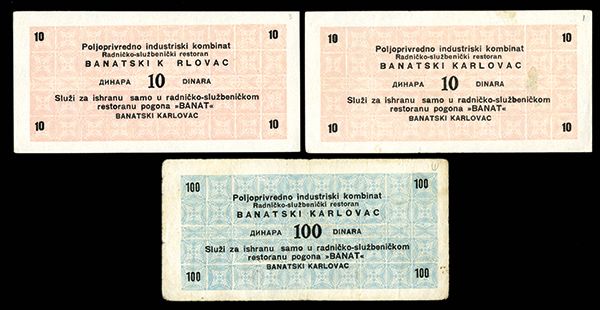 10 10 3
Poljoprivredno industriski kombinat
Radničko-služбenički restoran
BANATSKI K RLOVAC
ДИНАРА 10 DINARA
Služi za ishranu samo u radničko-službeničkom
restoranu pogona »BANAT«
10 BANATSKI KARLOVAC 10
10 10 1
Poljoprivredno industriski kombinat
Radničko-službenički restoran
BANATSKI KARLOVAC
ДИНАРА 10 DINARA
Služi za ishranu samo u radničko-službeničkom
restoranu pogona »BANAT«
10 BANATSKI KARLOVAC 10
100 100
Poljoprivredno industriski kombinat
Radničko-službenički restoran
BANATSKI KARLOVAC
ДИНАРА 100 DINARA
Služi za ishranu samo u radničko-službeničkom
restoranu pogona »BANAT«
100 BANATSKI KARLOVAC 100